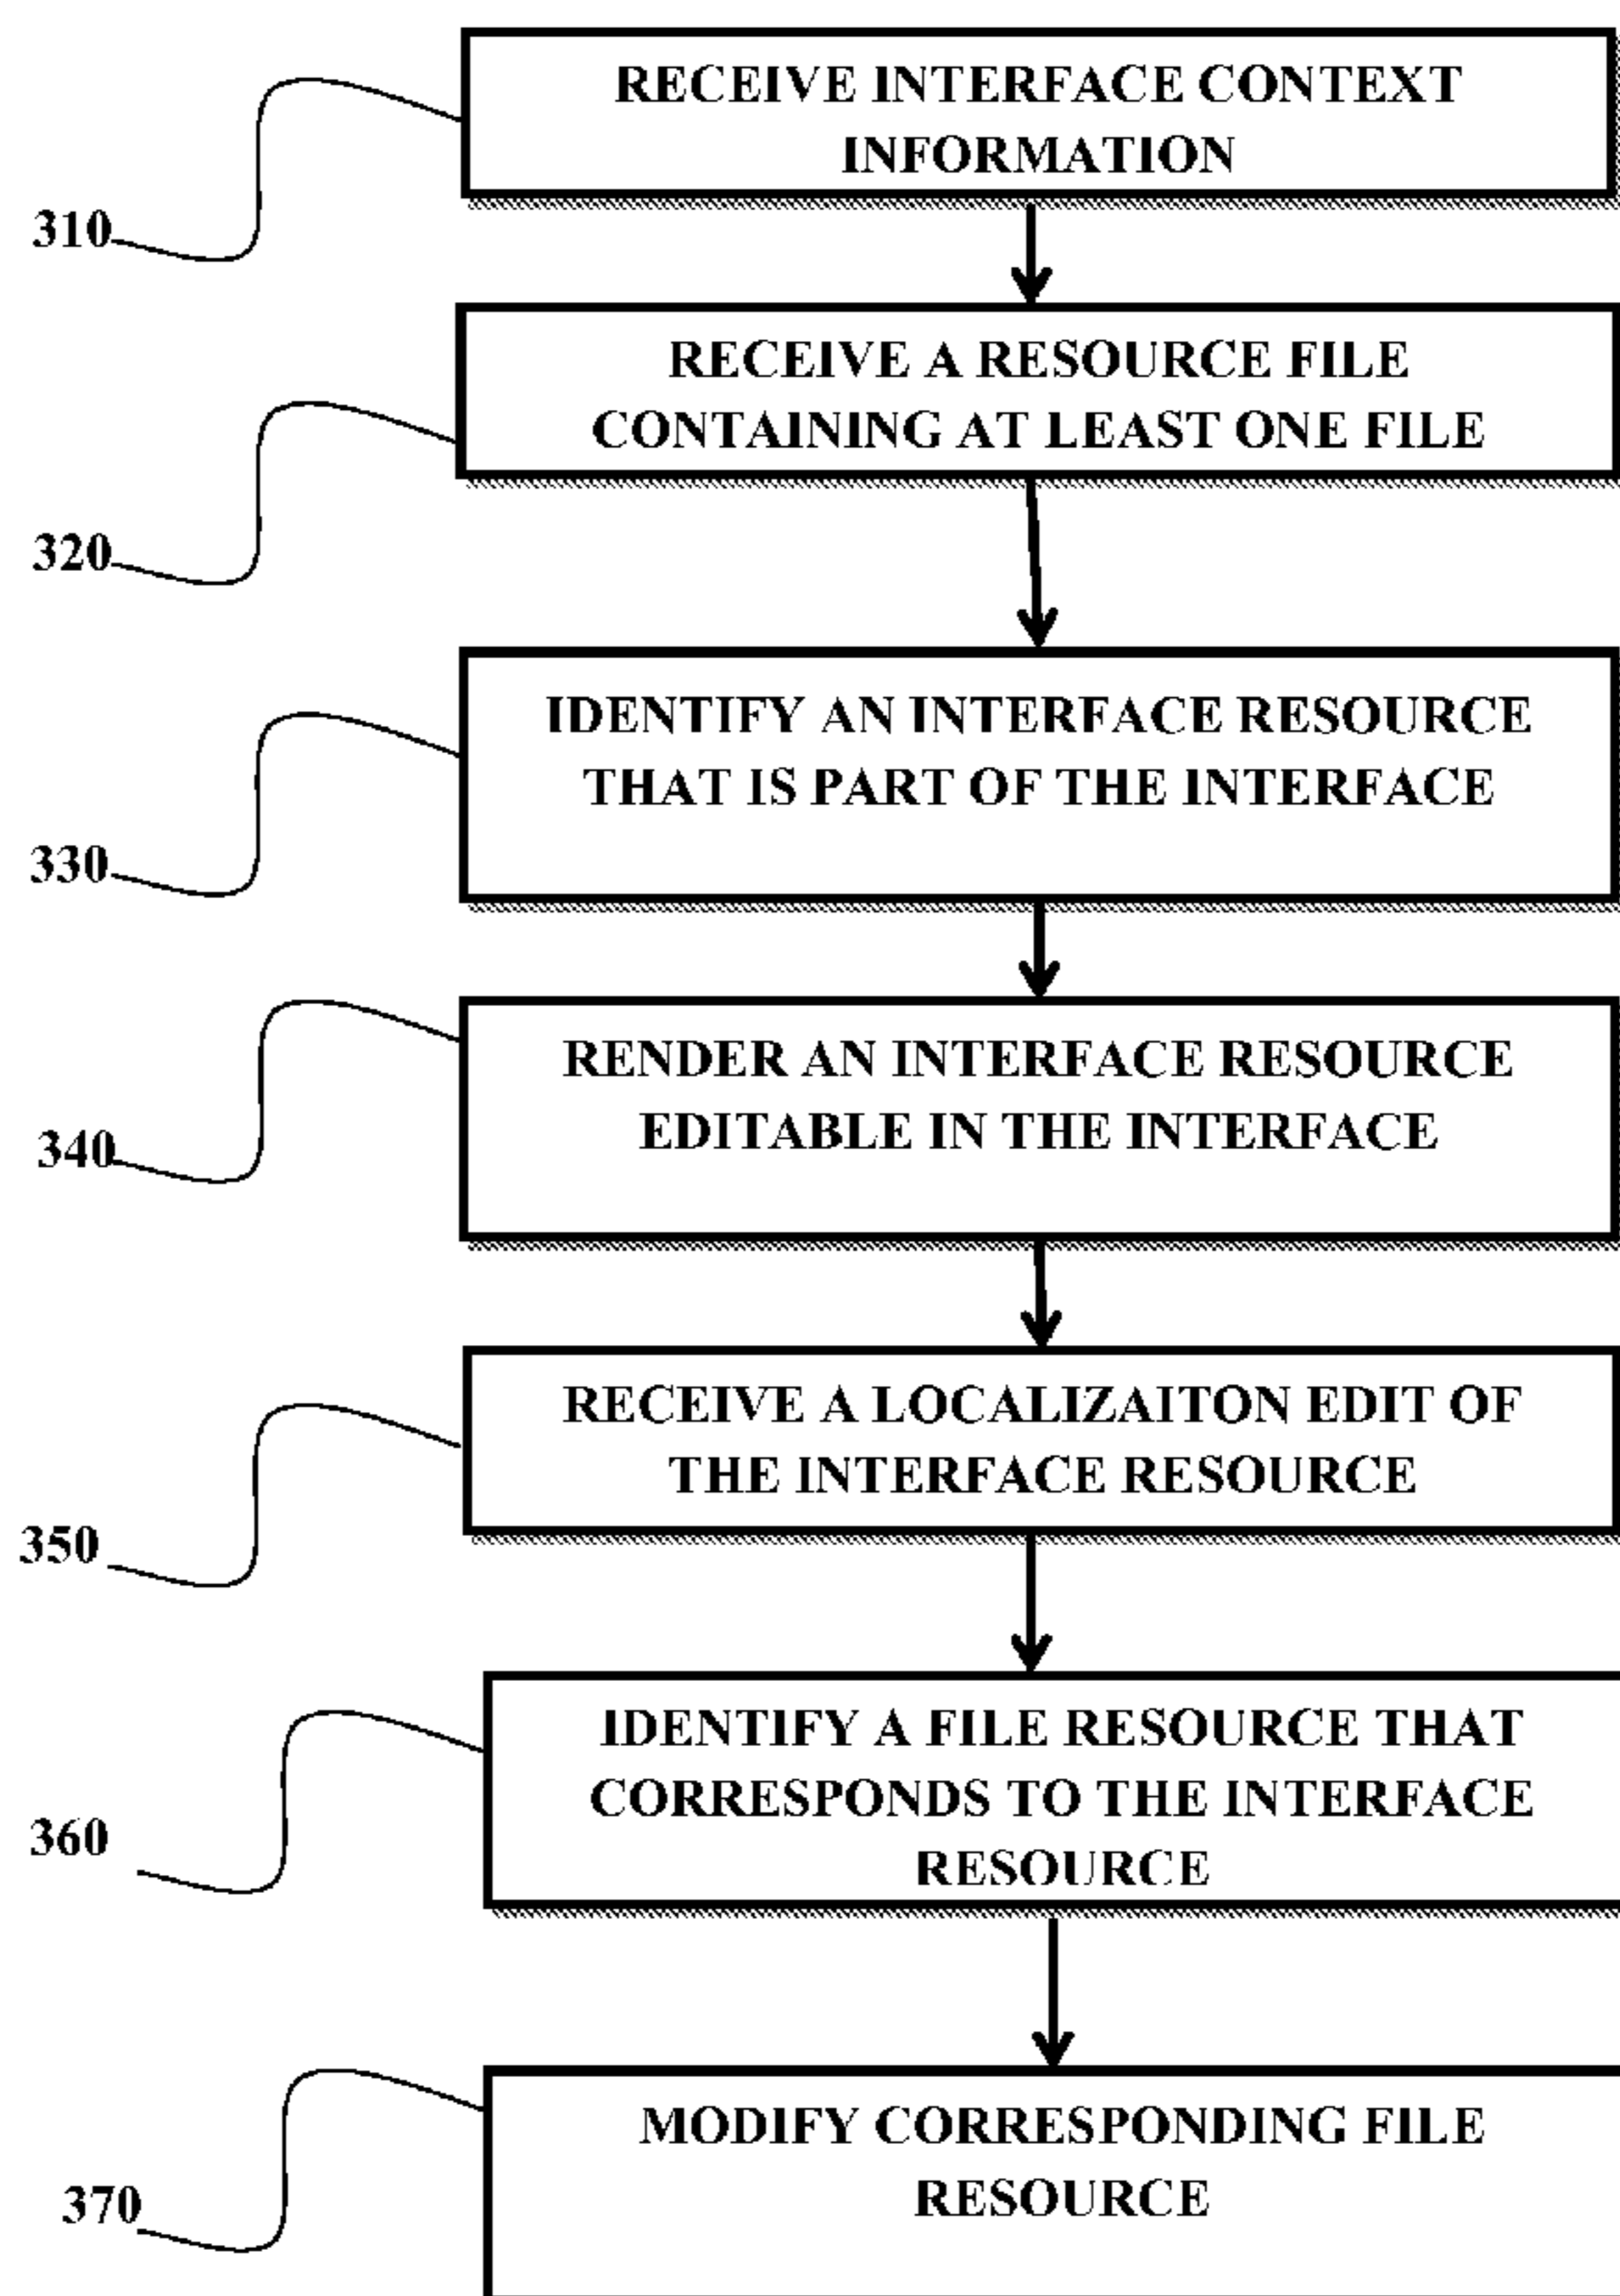 RECEIVE INTERFACE CONTEXT
INFORMATION
310
RECEIVE A RESOURCE FILE
CONTAINING AT LEAST ONE FILE
320
IDENTIFY AN INTERFACE RESOURCE
THAT IS PART OF THE INTERFACE
330
RENDER AN INTERFACE RESOURCE
EDITABLE IN THE INTERFACE
340
RECEIVE A LOCALIZAITON EDIT OF
THE INTERFACE RESOURCE
350
IDENTIFY A FILE RESOURCE THAT
CORRESPONDS TO THE INTERFACE
RESOURCE
360
MODIFY CORRESPONDING FILE
RESOURCE
370